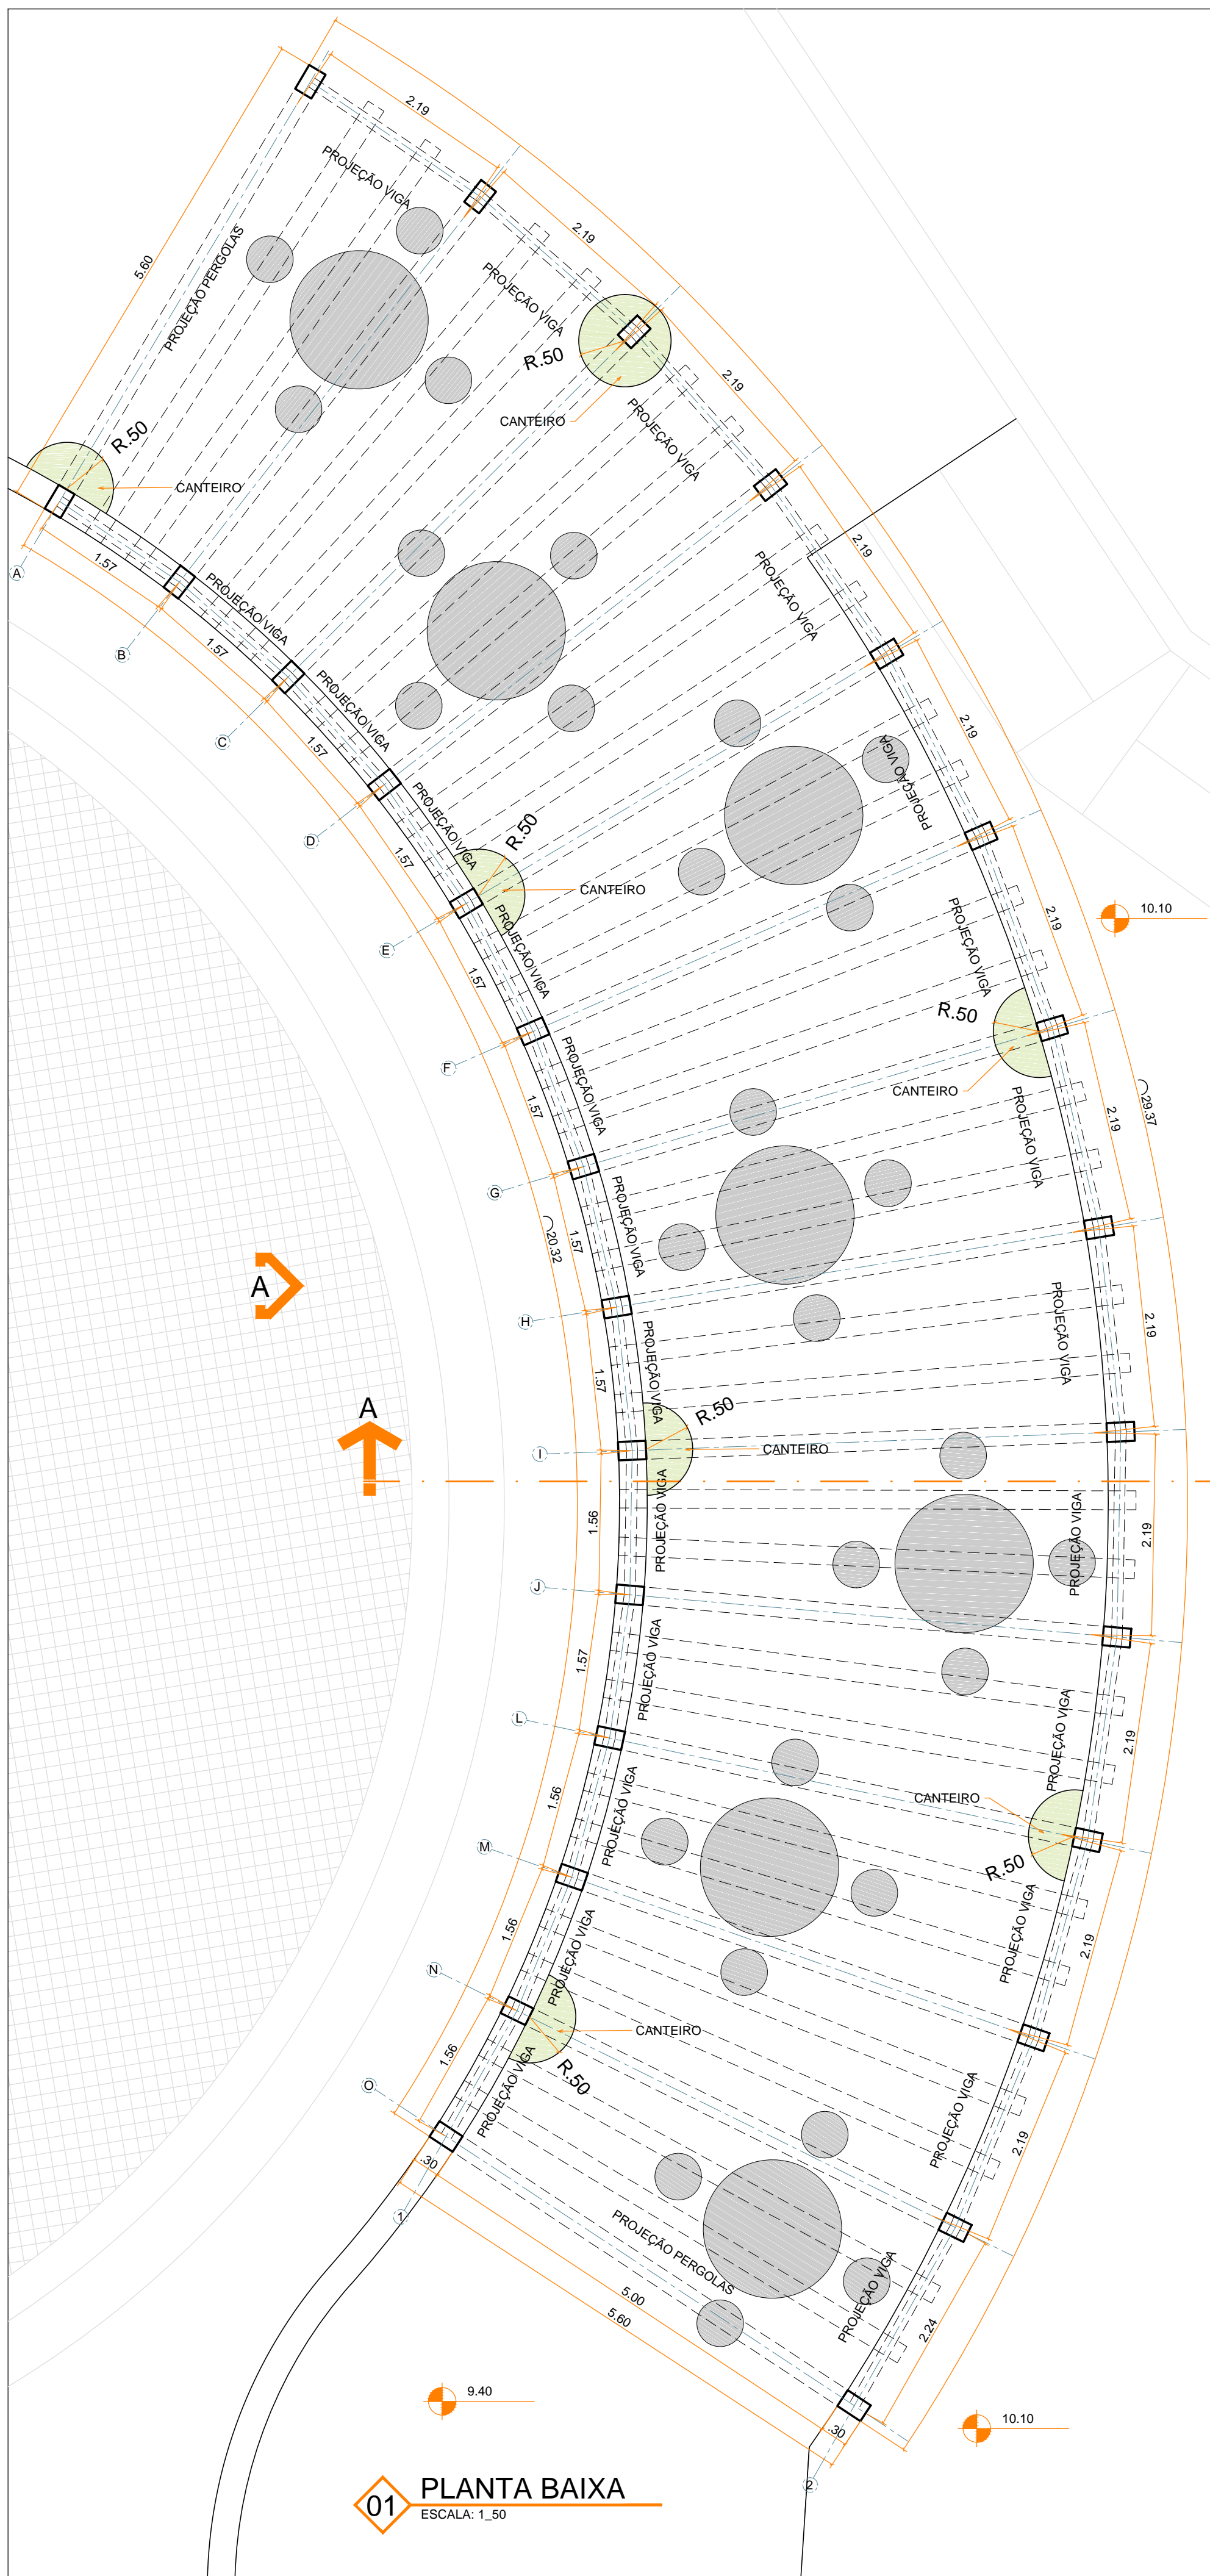 2.19
PROJEÇÃO VIGA
2.19
5.60
PROJEÇÃO PERGOLAS
PROJEÇÃO VIGA
R.50
2.19
CANTEIRO
R.50
PROJEÇÃO VIGA
CANTEIRO
2.19
1.57
A
PROJEÇÃO VIGA
PROJEÇÃO VIGA
B
1.57
PROJEÇÃO VIGA
2.19
C
1.57
PROJEÇÃO VIGA
PROJEÇÃO VIGA
R.50
D
1.57
CANTEIRO
10.10
2.19
PROJEÇÃO VIGA
E
PROJEÇÃO VIGA
1.57
R.50
F
PROJEÇÃO VIGA
CANTEIRO
1.57
29.37
2.19
PROJEÇÃO VIGA
G
PROJEÇÃO VIGA
20.32
1.57
A
H
2.19
PROJEÇÃO VIGA
PROJEÇÃO VIGA
1.57
A
R.50
I
CANTEIRO
PROJEÇÃO VIGA
1.56
2.19
PROJEÇÃO VIGA
J
1.57
PROJEÇÃO VIGA
L
2.19
PROJEÇÃO VIGA
1.56
PROJEÇÃO VIGA
CANTEIRO
M
R.50
1.56
2.19
PROJEÇÃO VIGA
PROJEÇÃO VIGA
N
CANTEIRO
1.56
R.50
O
PROJEÇÃO VIGA
PROJEÇÃO VIGA
2.19
.30
1
PROJEÇÃO PERGOLAS
5.00
5.60
PROJEÇÃO VIGA
2.24
9.40
10.10
.30
2
01
PLANTA BAIXA
ESCALA: 1_50